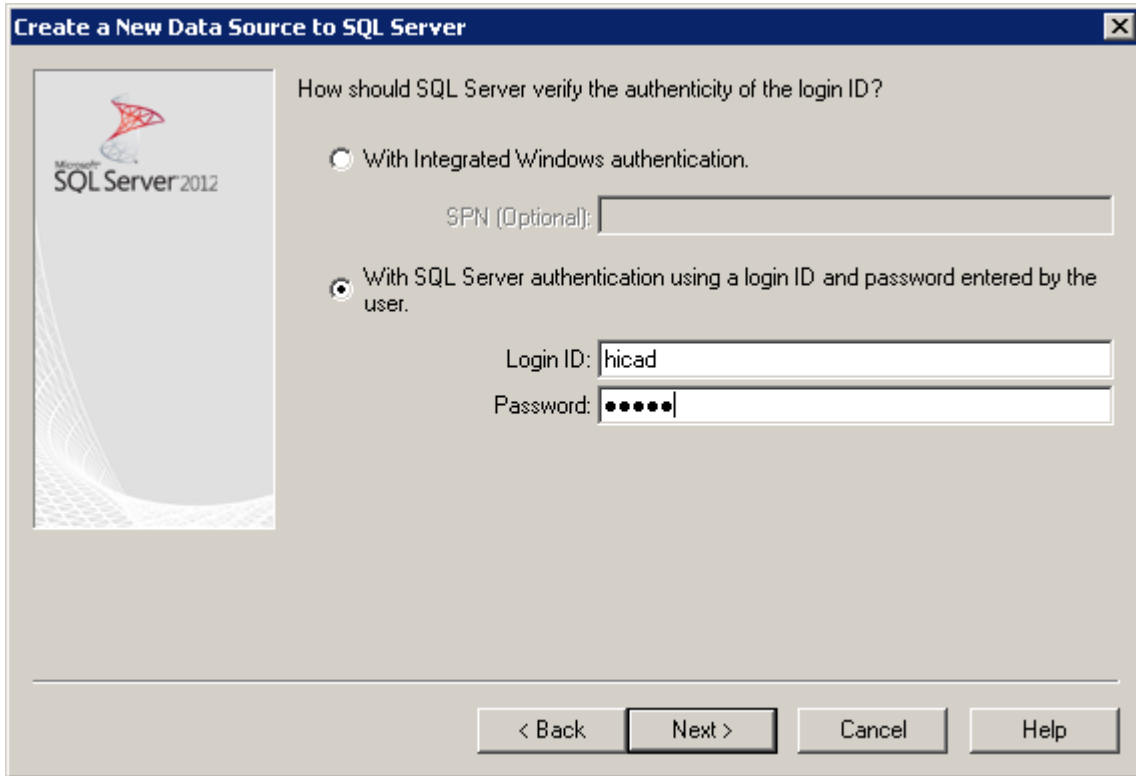 Create a New Data Source to SQL Server
How should SQL Server verify the authenticity of the login ID?
Microsoft
SQL Server 2012
With Integrated Windows authentication.
SPN (Optional):
With SQL Server authentication using a login ID and password entered by the
user.
Login ID: hicad
Password: ●●●●●
< Back
Next >
Cancel
Help